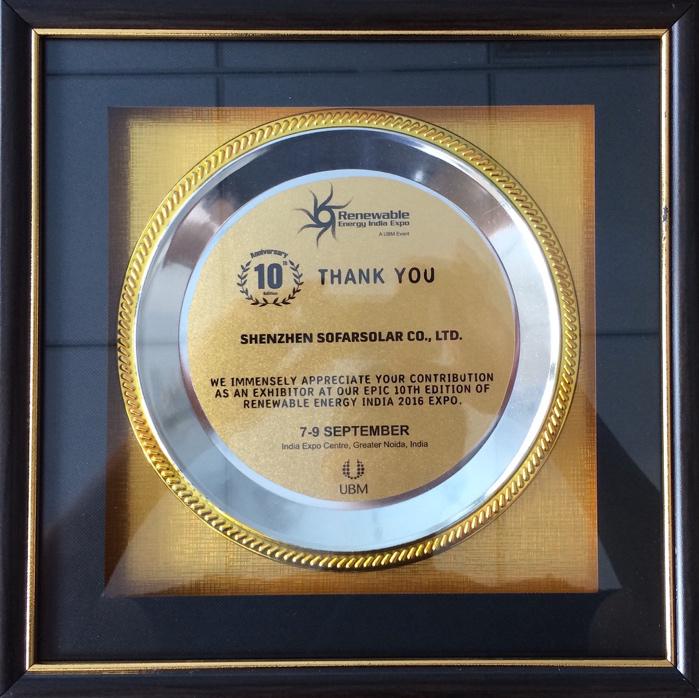 Renewable
Energy India Expo
A UBM Event
Anniversary
10th
Edition
THANK YOU
SHENZHEN SOFARSOLAR CO., LTD.
WE IMMENSELY APPRECIATE YOUR CONTRIBUTION
AS AN EXHIBITOR AT OUR EPIC 10TH EDITION OF
RENEWABLE ENERGY INDIA 2016 EXPO.
7-9 SEPTEMBER
India Expo Centre, Greater Noida, India
UBM